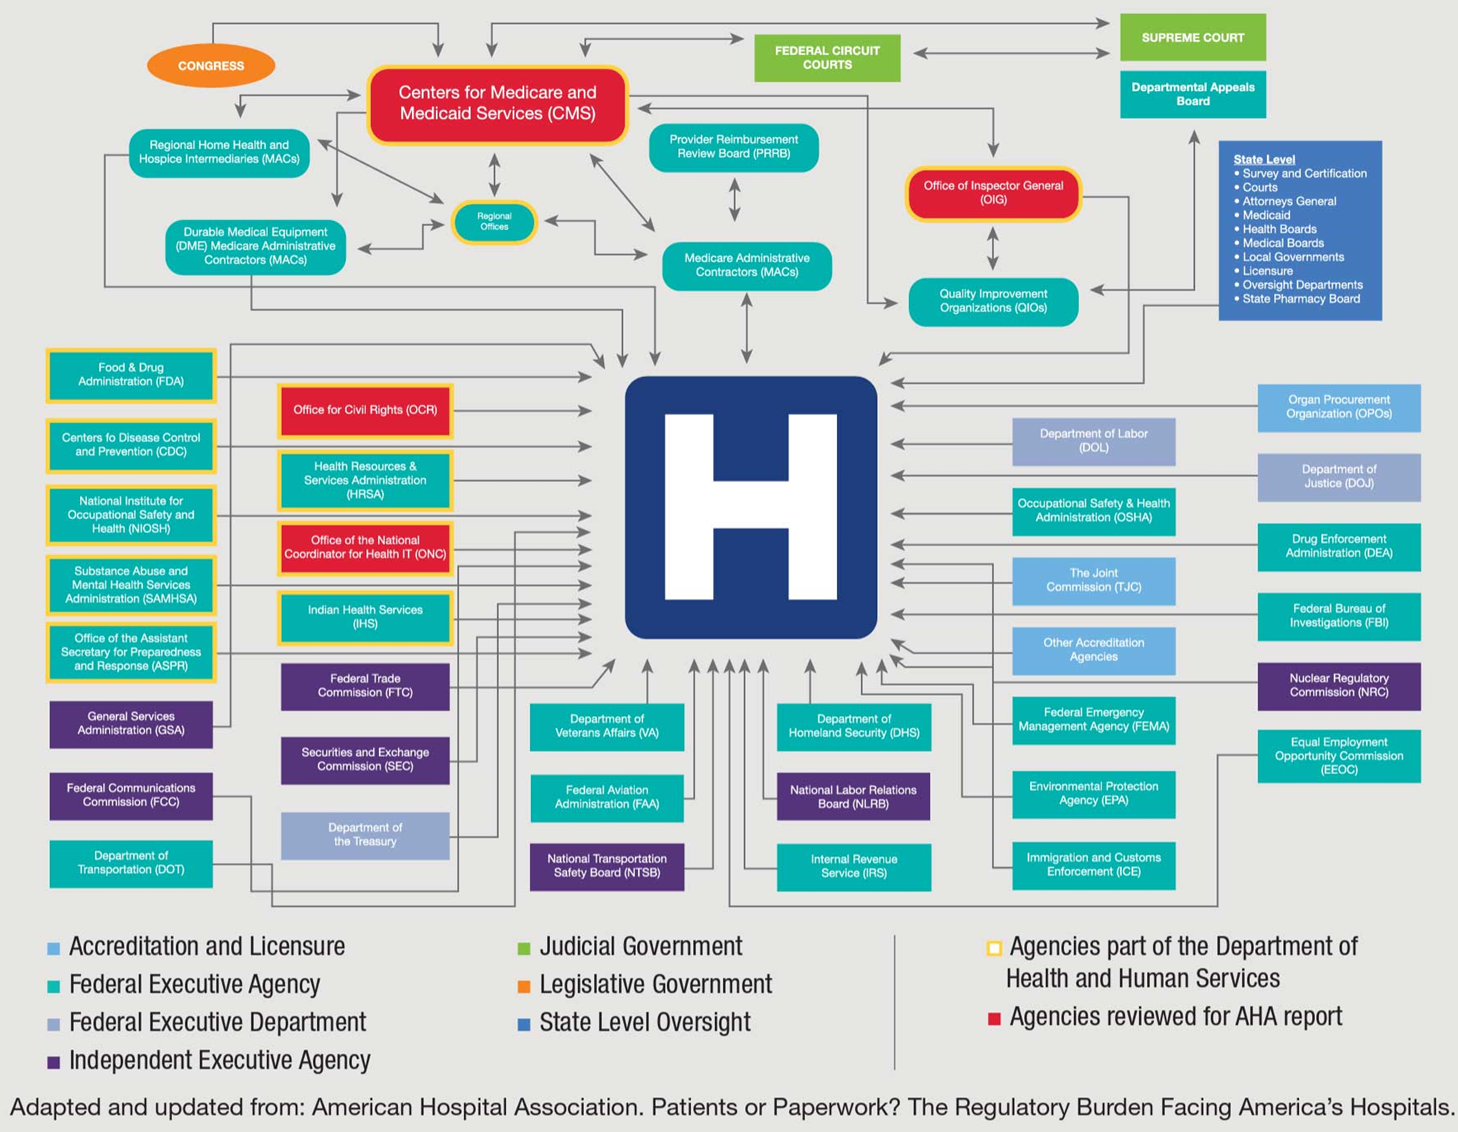 CONGRESS
Centers for Medicare and
Medicaid Services (CMS)
FEDERAL CIRCUIT
COURTS
SUPREME COURT
Departmental Appeals
Board
Regional Home Health and
Hospice Intermediaries (MACs)
Provider Reimbursement
Review Board (PRRB)
Office of Inspector General
(OIG)
State Level
• Survey and Certification
• Courts
• Attorneys General
• Medicaid
• Health Boards
• Medical Boards
• Local Governments
• Licensure
• Oversight Departments
• State Pharmacy Board
Durable Medical Equipment
(DME) Medicare Administrative
Contractors (MACs)
Regional
Offices
Medicare Administrative
Contractors (MACs)
Quality Improvement
Organizations (QIOs)
Food & Drug
Administration (FDA)
Centers fo Disease Control
and Prevention (CDC)
National Institute for
Occupational Safety and
Health (NIOSH)
Substance Abuse and
Mental Health Services
Administration (SAMHSA)
Office of the Assistant
Secretary for Preparedness
and Response (ASPR)
General Services
Administration (GSA)
Federal Communications
Commission (FCC)
Department of
Transportation (DOT)
Office for Civil Rights (OCR)
Health Resources &
Services Administration
(HRSA)
Office of the National
Coordinator for Health IT (ONC)
Indian Health Services
(IHS)
Federal Trade
Commission (FTC)
Securities and Exchange
Commission (SEC)
Department of
the Treasury
H
Department of
Veterans Affairs (VA)
Federal Aviation
Administration (FAA)
National Transportation
Safety Board (NTSB)
Department of
Homeland Security (DHS)
National Labor Relations
Board (NLRB)
Internal Revenue
Service (IRS)
Department of Labor
(DOL)
Occupational Safety & Health
Administration (OSHA)
The Joint
Commission (TJC)
Other Accreditation
Agencies
Federal Emergency
Management Agency (FEMA)
Environmental Protection
Agency (EPA)
Immigration and Customs
Enforcement (ICE)
Organ Procurement
Organization (OPOs)
Department of
Justice (DOJ)
Drug Enforcement
Administration (DEA)
Federal Bureau of
Investigations (FBI)
Nuclear Regulatory
Commission (NRC)
Equal Employment
Opportunity Commission
(EEOC)
Accreditation and Licensure
Federal Executive Agency
Federal Executive Department
Independent Executive Agency
Judicial Government
Legislative Government
State Level Oversight
Agencies part of the Department of
Health and Human Services
Agencies reviewed for AHA report
Adapted and updated from: American Hospital Association. Patients or Paperwork? The Regulatory Burden Facing America's Hospitals.